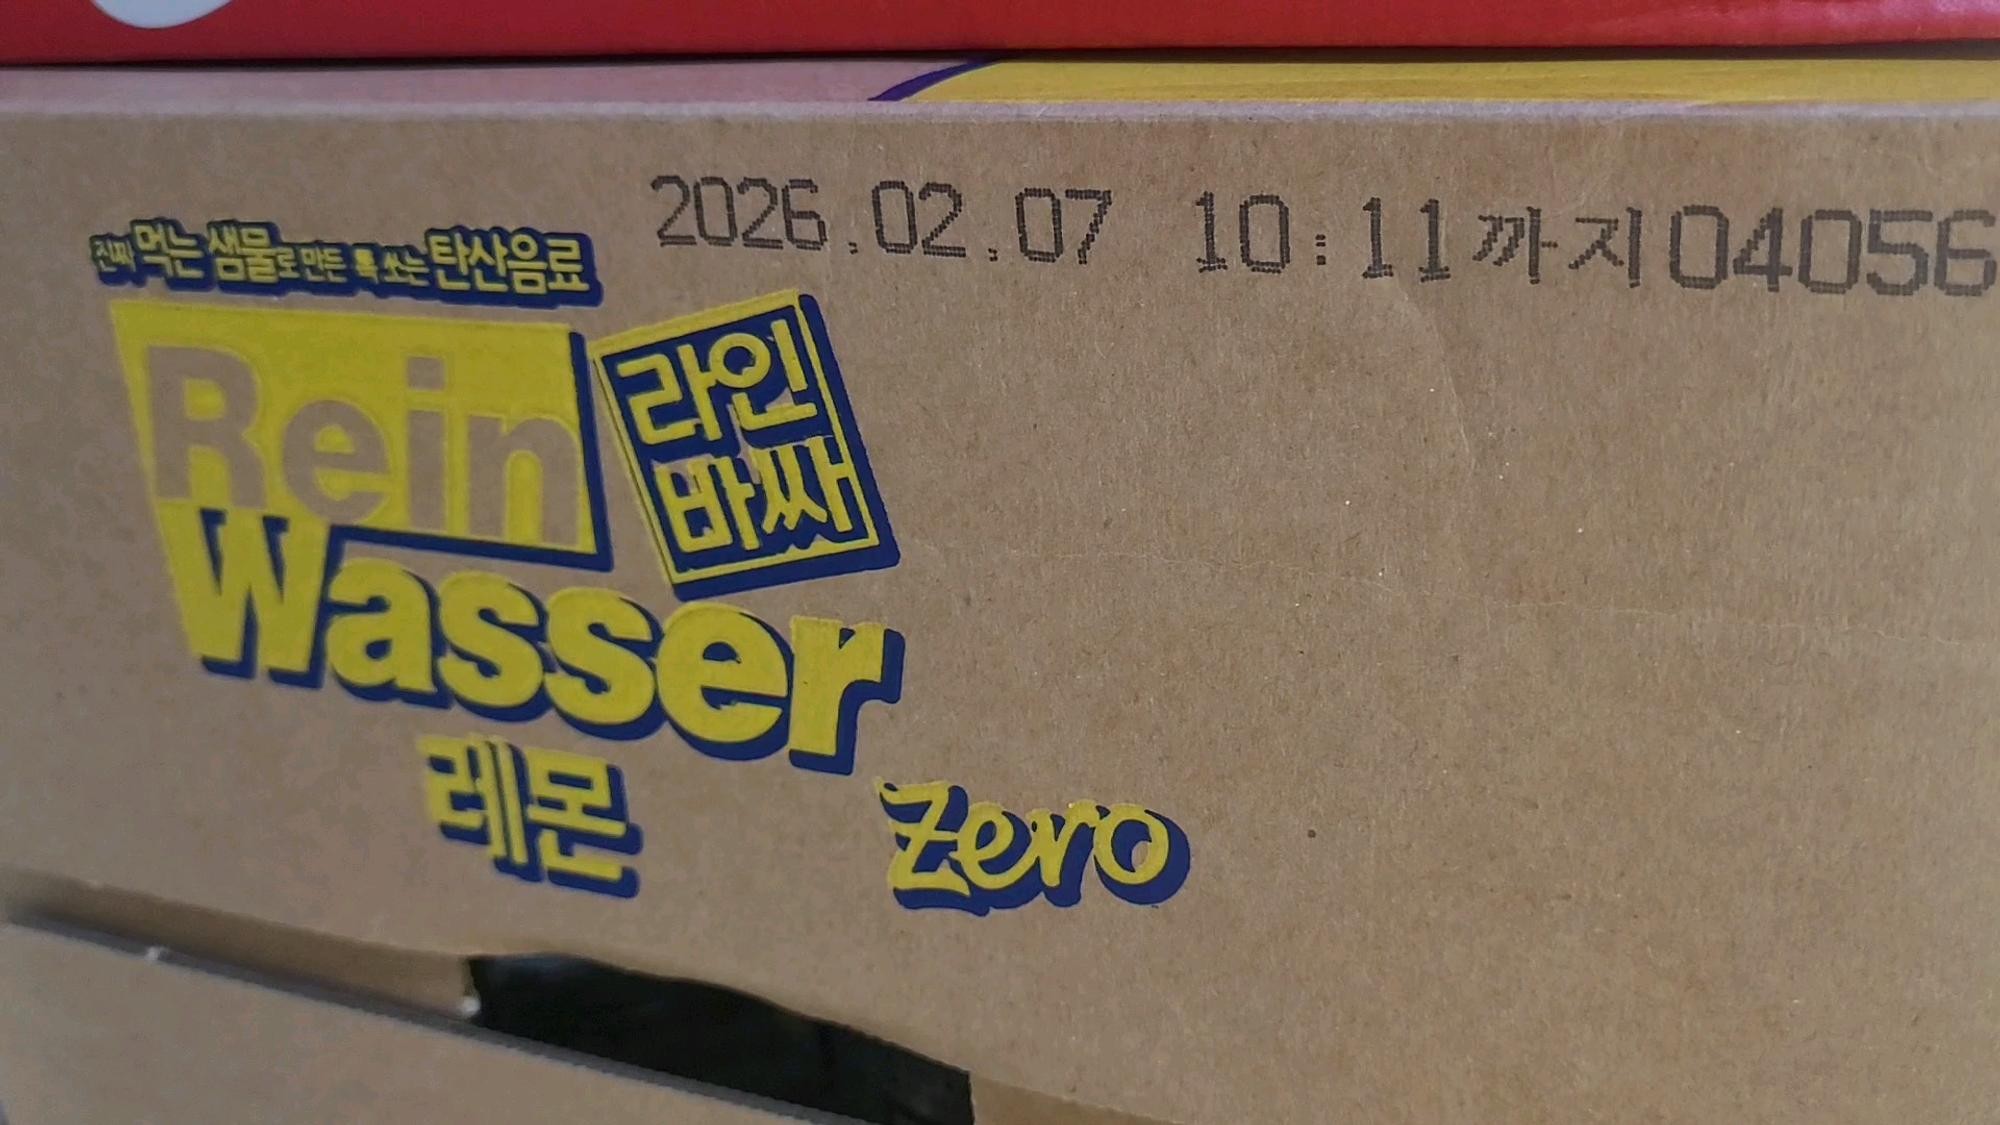 2026.02.07 10:11까지04056
진짜 먹는 샘물로 만든 톡 쏘는 탄산음료
Rein
라인
바싸
Wasser
레몬
zero